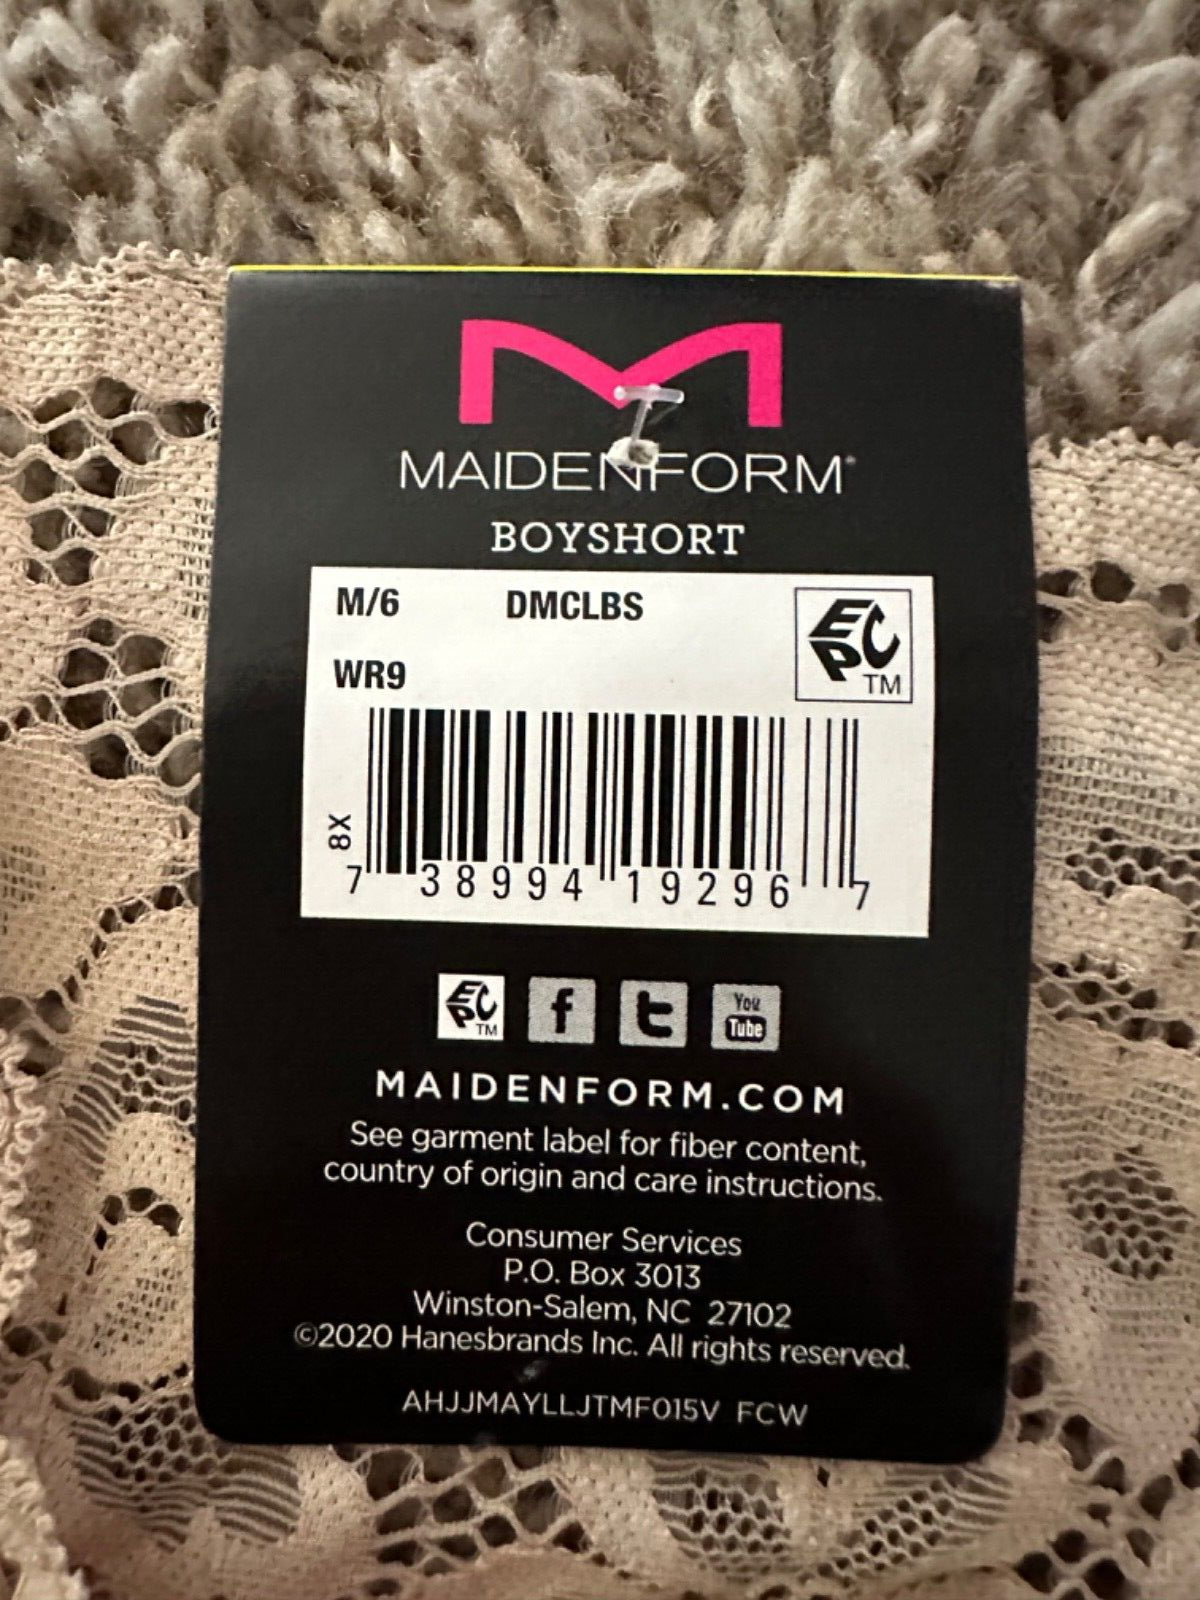 MAIDENFORM®
BOYSHORT
M/6 DMCLBS
EPC TM
WR9
8X
7 38994 19296 7
EPC TM f t You Tube
MAIDENFORM.COM
See garment label for fiber content,
country of origin and care instructions.
Consumer Services
P.O. Box 3013
Winston-Salem, NC 27102
©2020 Hanesbrands Inc. All rights reserved.
AHJJMAYLLJTMF015V FCW